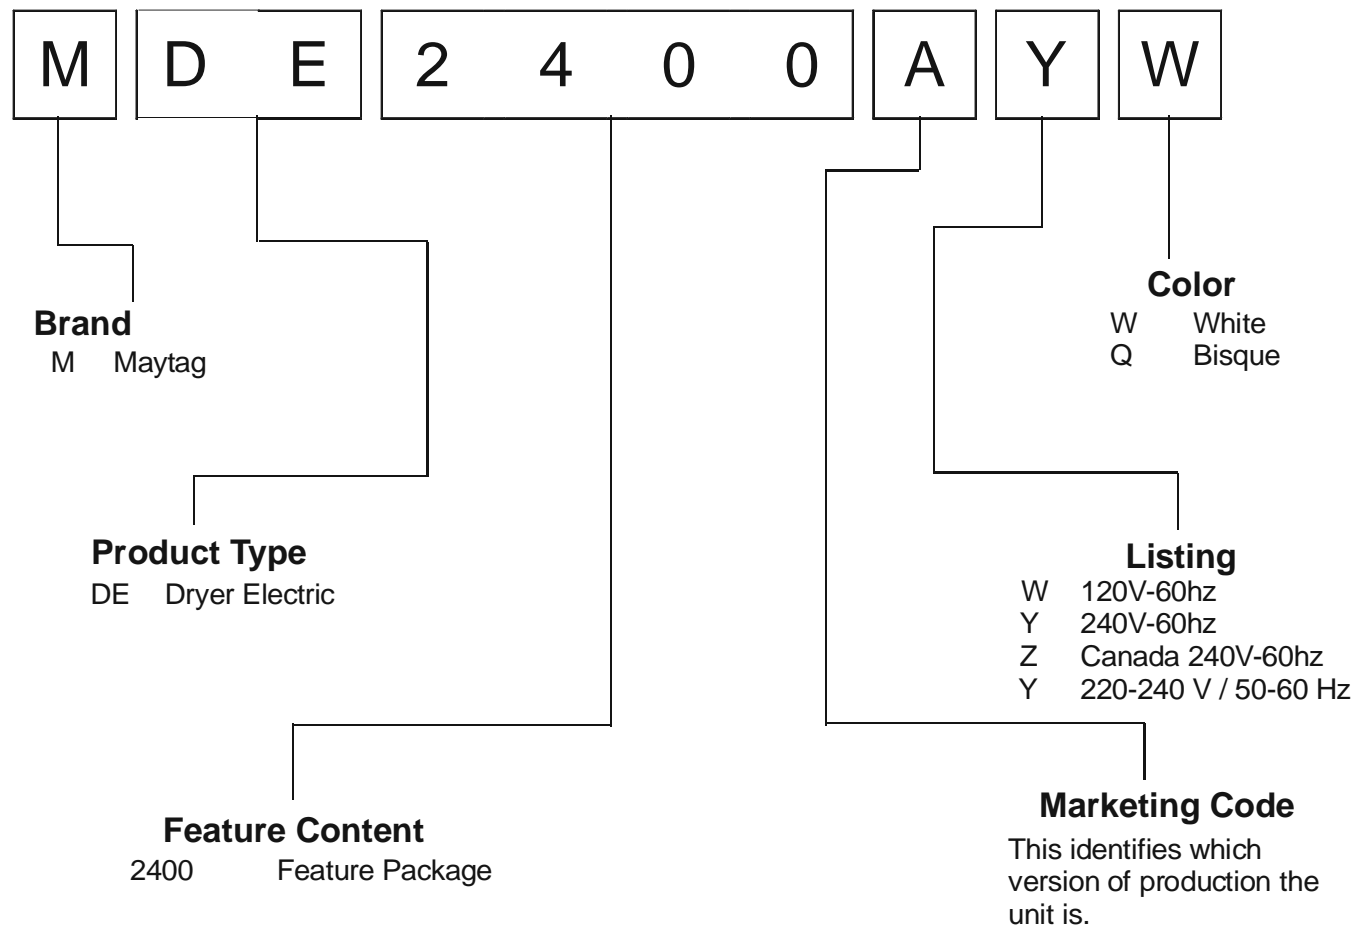 M D E 2 4 0 0 A Y W
Brand
M Maytag
Color
W White
Q Bisque
Product Type
DE Dryer Electric
Listing
W 120V-60hz
Y 240V-60hz
Z Canada 240V-60hz
Y 220-240 V / 50-60 Hz
Feature Content
2400 Feature Package
Marketing Code
This identifies which
version of production the
unit is.